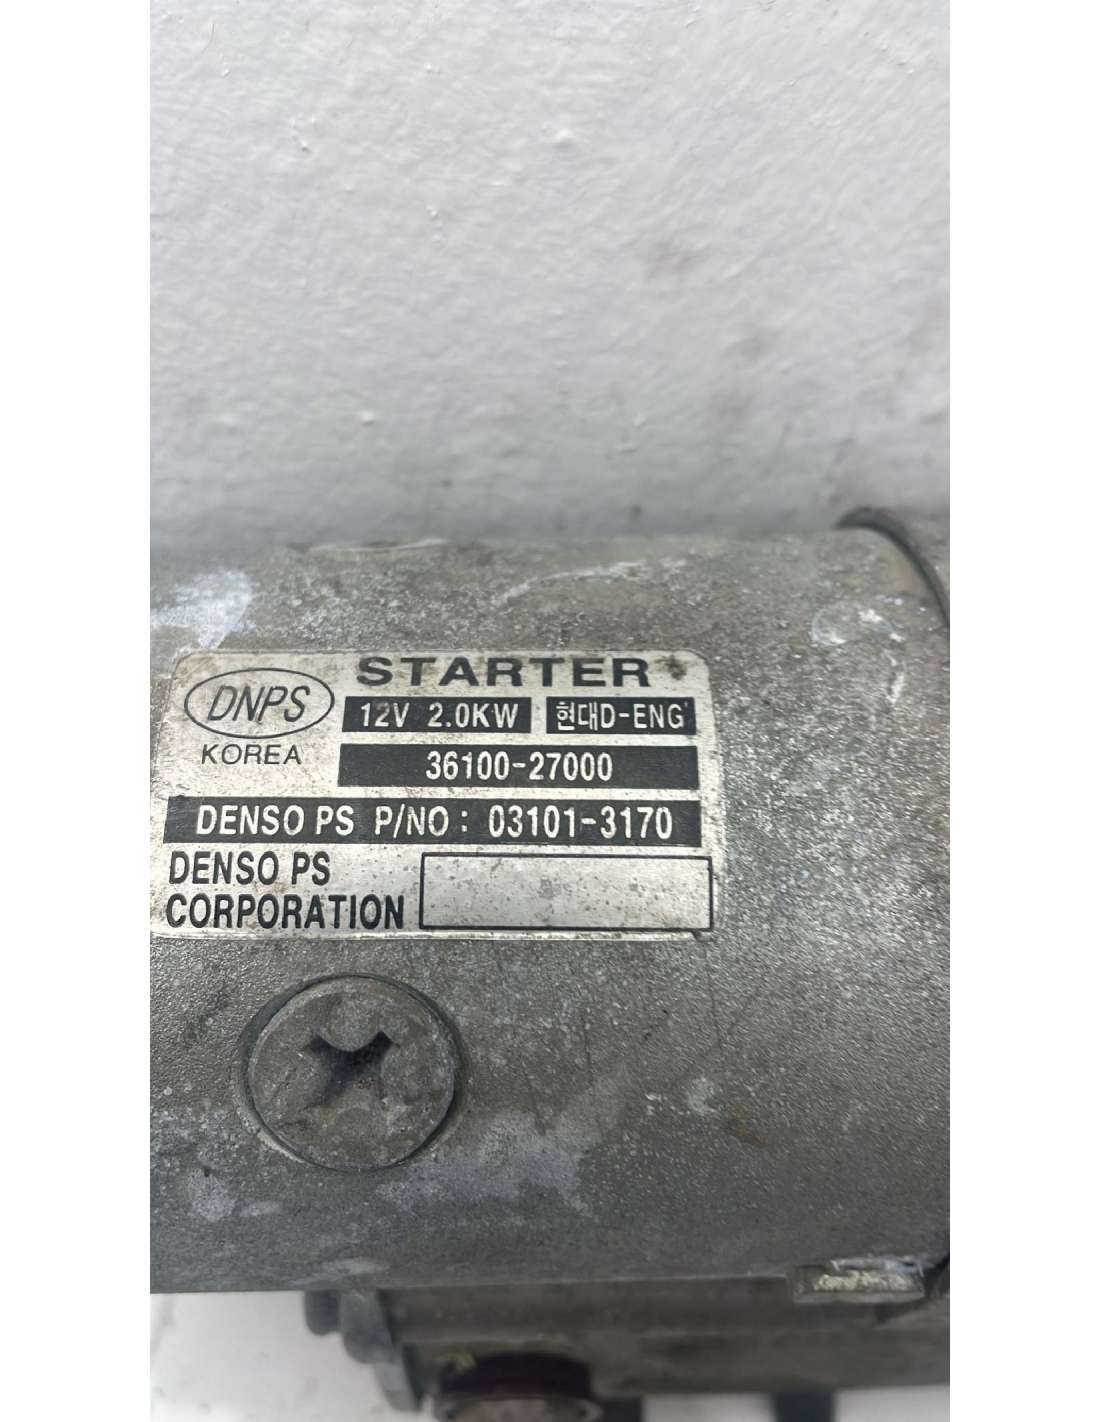 STARTER
DNPS
12V 2.0KW
현대D-ENG
KOREA
36100-27000
DENSO PS P/NO : 03101-3170
DENSO PS
CORPORATION